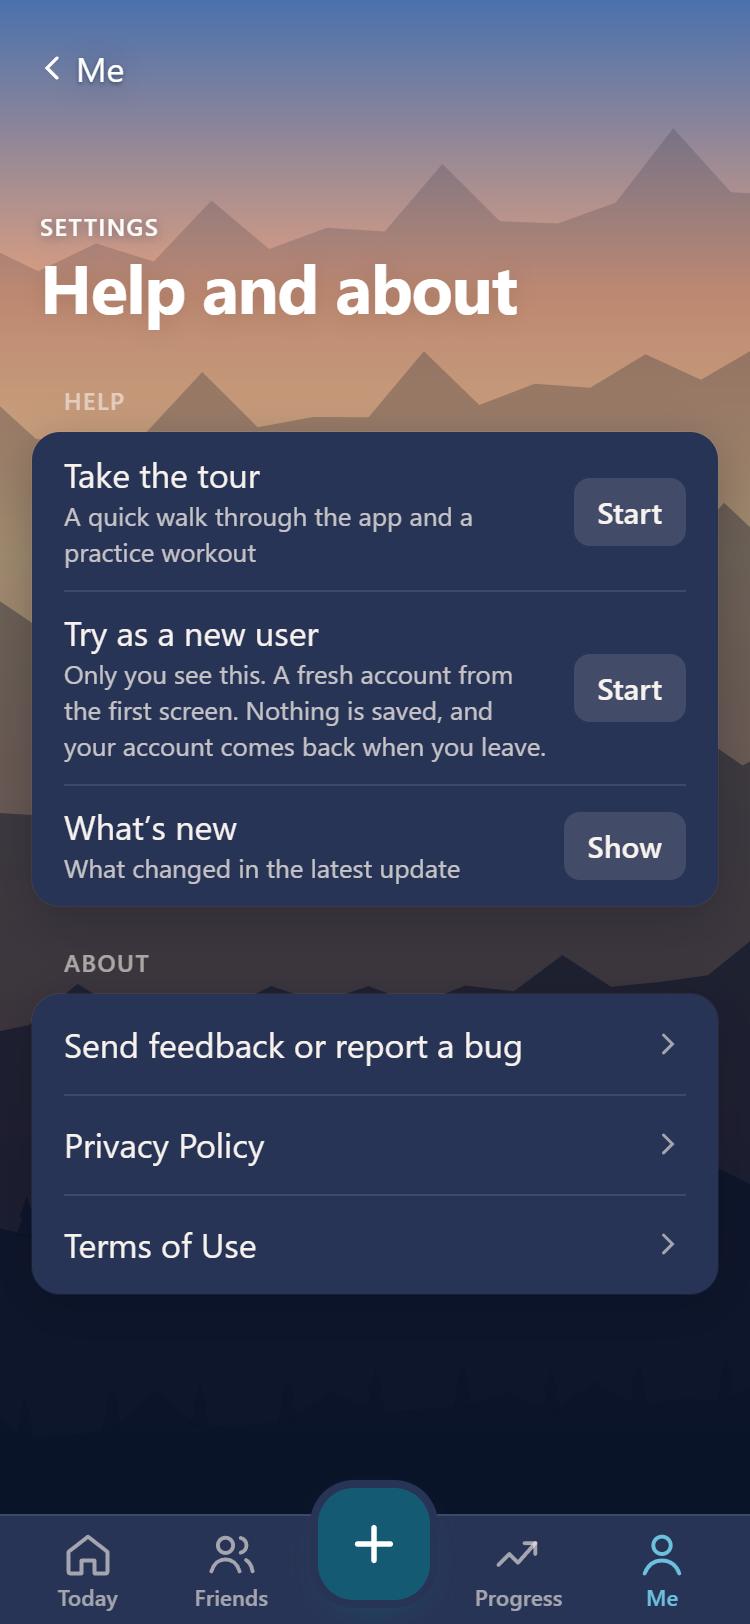 Me
SETTINGS
Help and about
HELP
Take the tour
A quick walk through the app and a
practice workout
Start
Try as a new user
Only you see this. A fresh account from
the first screen. Nothing is saved, and
your account comes back when you leave.
Start
What's new
What changed in the latest update
Show
ABOUT
Send feedback or report a bug
Privacy Policy
Terms of Use
Today
Friends
Progress
Me